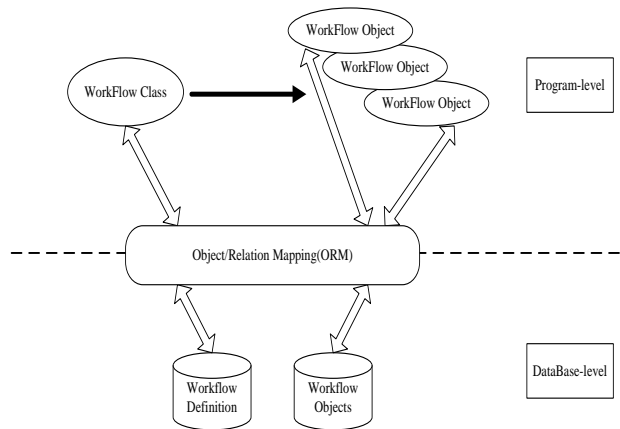 WorkFlow Object
WorkFlow Object
WorkFlow Object
WorkFlow Class
Program-level
Object/Relation Mapping(ORM)
Workflow
Definition
Workflow
Objects
DataBase-level